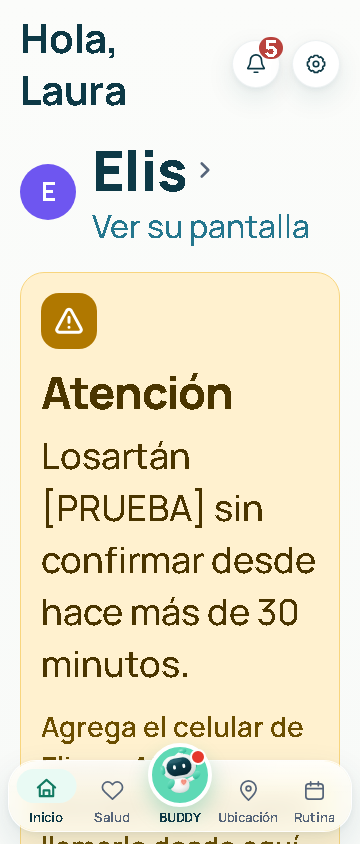 Hola,
Laura
5
E
Elis
Ver su pantalla
Atención
Losartán
[PRUEBA] sin
confirmar desde
hace más de 30
minutos.
Agrega el celular de
Inicio
Salud
BUDDY
Ubicación
Rutina